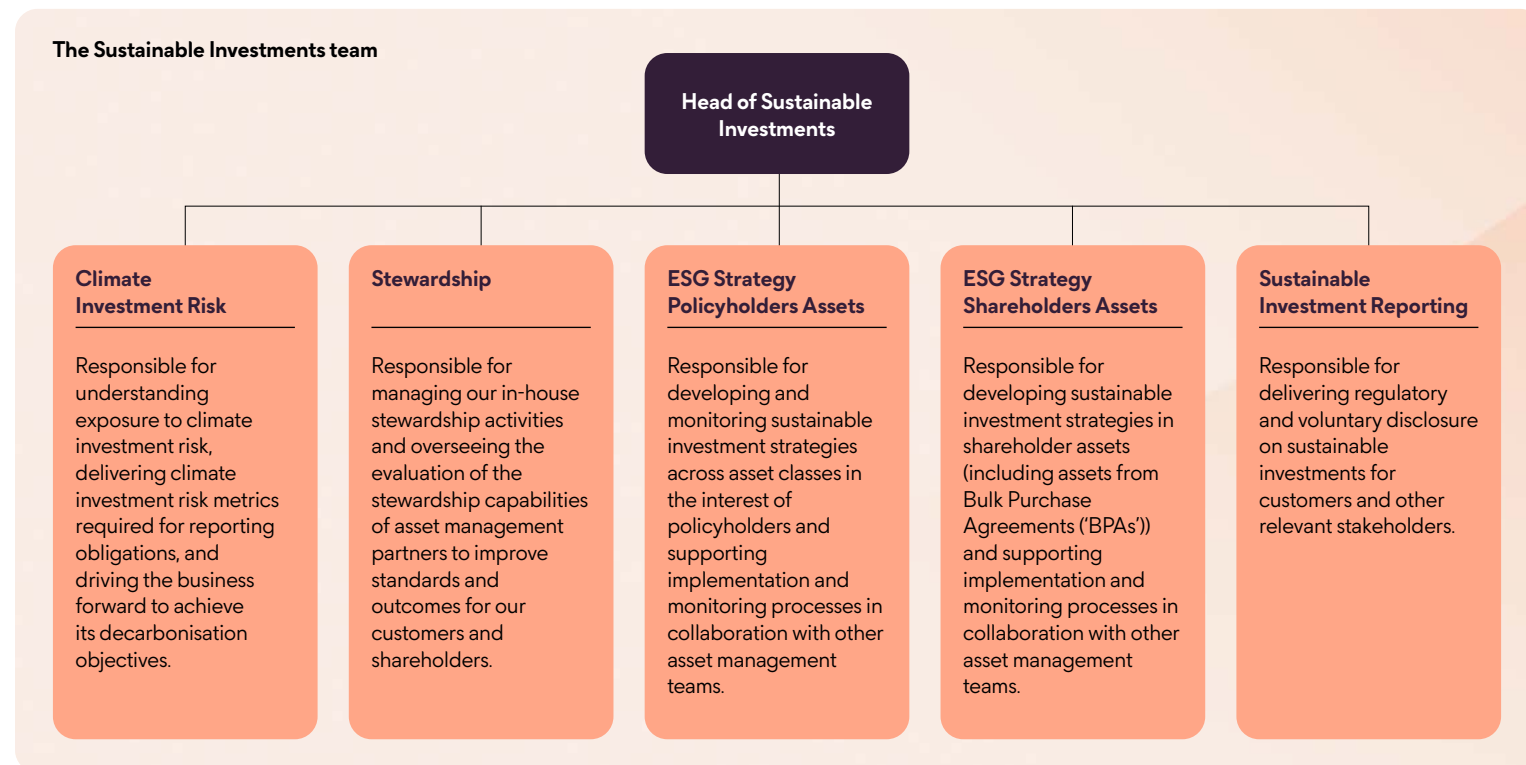 The Sustainable Investments team
Head of Sustainable
Investments
Climate
Investment Risk
Responsible for
understanding
exposure to climate
investment risk,
delivering climate
investment risk metrics
required for reporting
obligations, and
driving the business
forward to achieve
its decarbonisation
objectives.
Stewardship
Responsible for
managing our in-house
stewardship activities
and overseeing the
evaluation of the
stewardship capabilities
of asset management
partners to improve
standards and
outcomes for our
customers and
shareholders.
ESG Strategy
Policyholders Assets
Responsible for
developing and
monitoring sustainable
investment strategies
across asset classes in
the interest of
policyholders and
supporting
implementation and
monitoring processes in
collaboration with other
asset management
teams.
ESG Strategy
Shareholders Assets
Responsible for
developing sustainable
investment strategies in
shareholder assets
(including assets from
Bulk Purchase
Agreements (‘BPAs’))
and supporting
implementation and
monitoring processes in
collaboration with other
asset management
teams.
Sustainable
Investment Reporting
Responsible for
delivering regulatory
and voluntary disclosure
on sustainable
investments for
customers and other
relevant stakeholders.